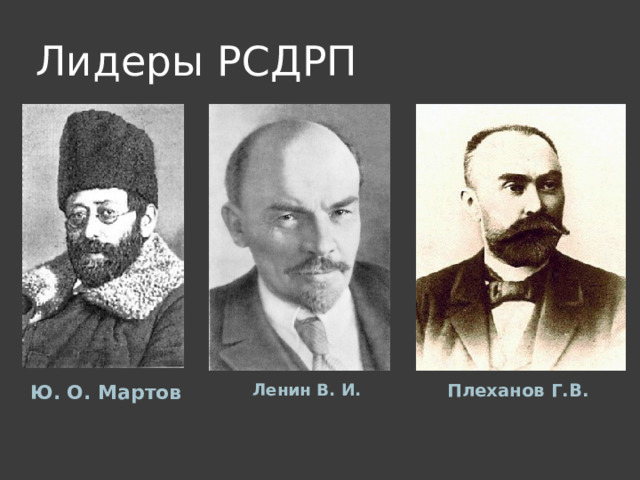 Лидеры РСДРП
Ю. О. Мартов
Ленин В. И.
Плеханов Г.В.